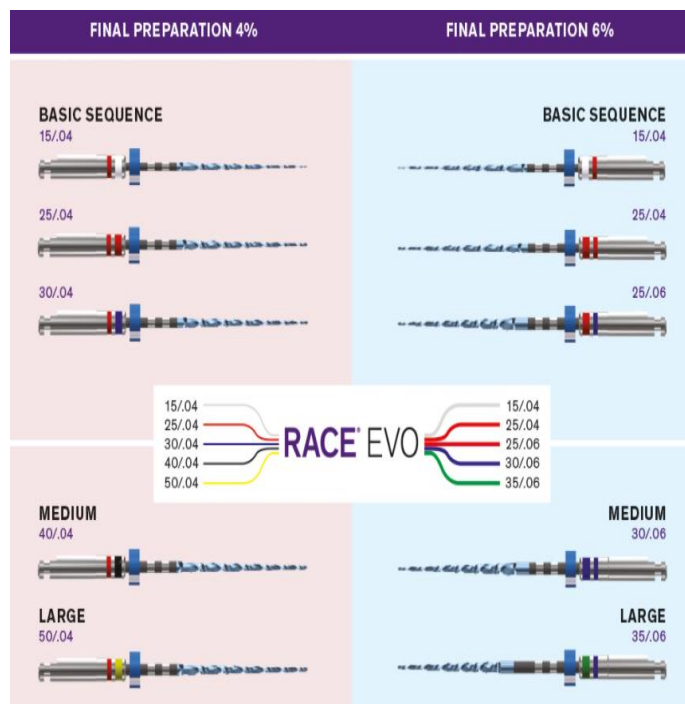 FINAL PREPARATION 4%
FINAL PREPARATION 6%
BASIC SEQUENCE
15/.04
25/.04
30/.04
BASIC SEQUENCE
15/.04
25/.04
25/.06
15/.04
25/.04
30/.04
40/.04
50/.04
RACE® EVO
15/.04
25/.04
25/.06
30/.06
35/.06
MEDIUM
40/.04
LARGE
50/.04
MEDIUM
30/.06
LARGE
35/.06